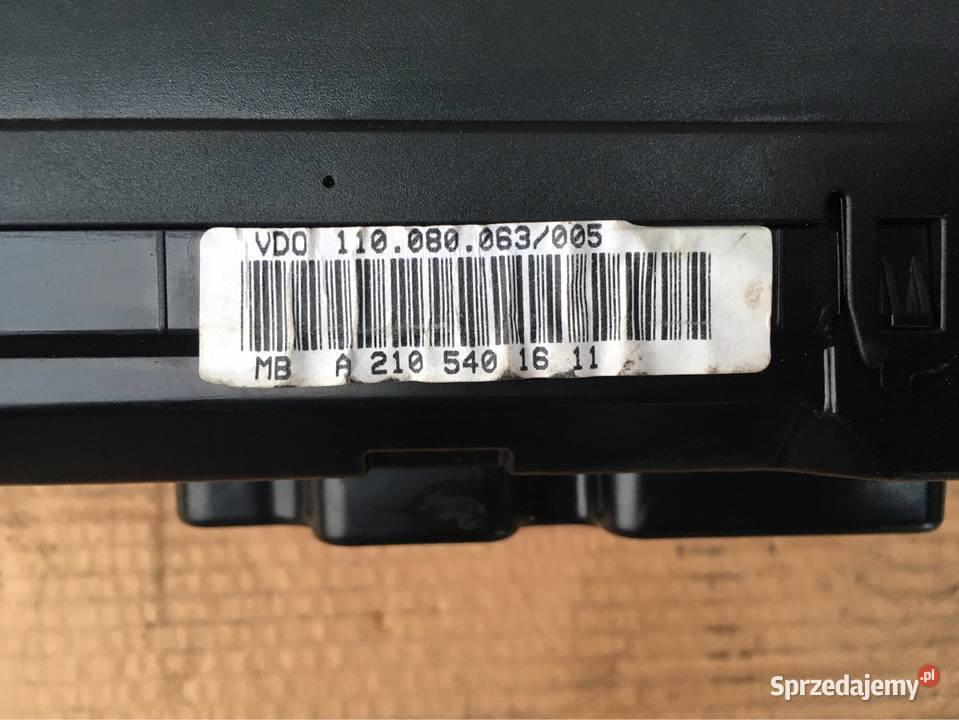 VDO 110.080.063/005
MB A 210 540 16 11
Sprzedajemy.pl